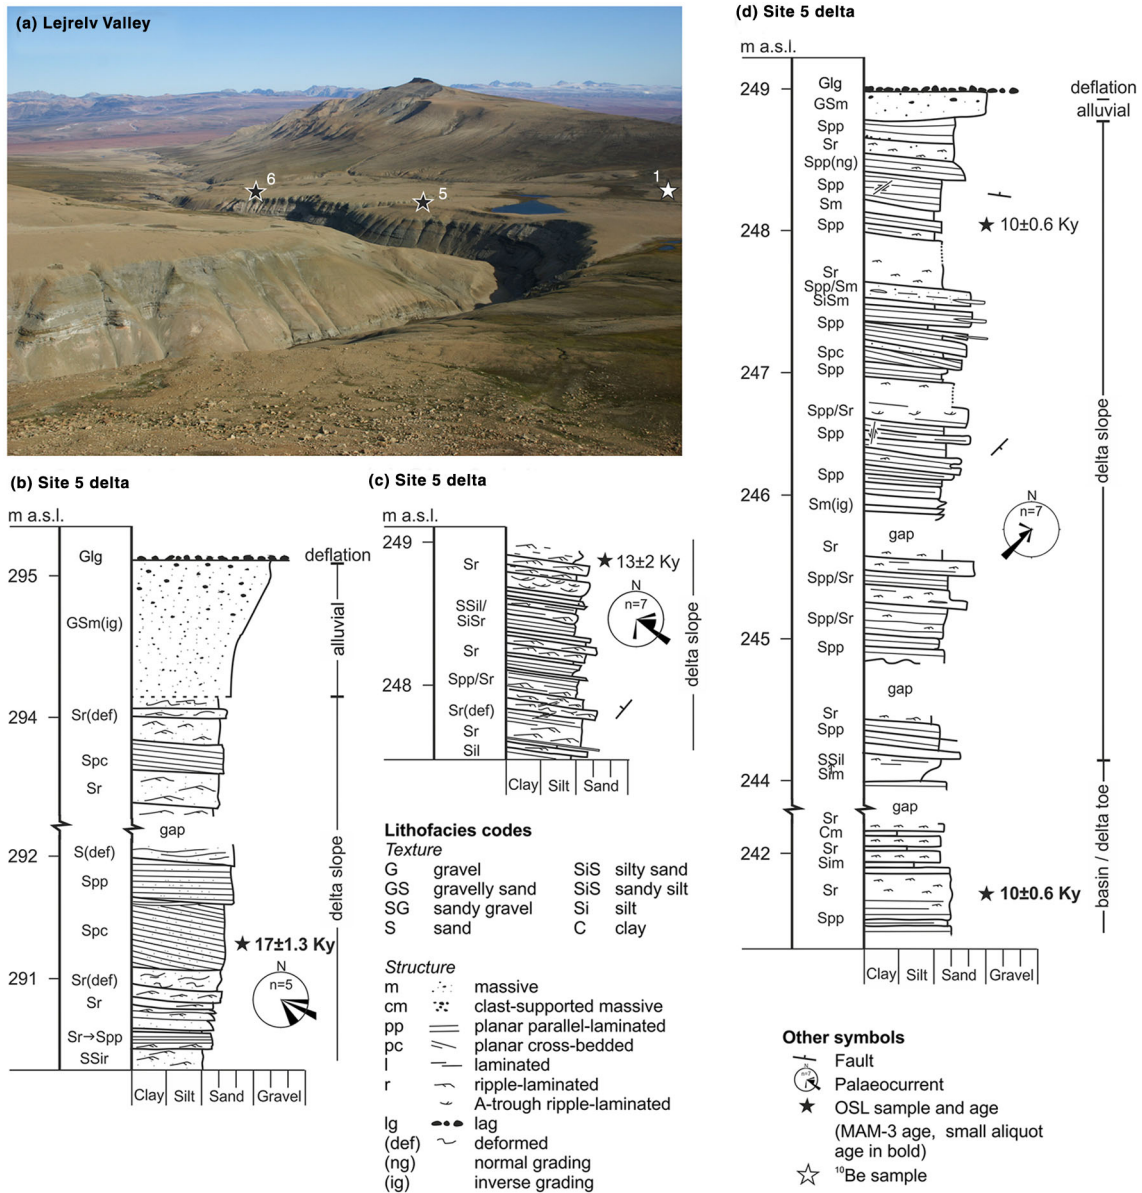 (a) Lejrelv Valley
6
5
1
(b) Site 5 delta
m a.s.l.
295
294
292
291
Glg
GSm(ig)
Sr(def)
Spc
Sr
gap
S(def)
Spp
Spc
Sr(def)
Sr
Sr→Spp
SSir
deflation
alluvial
delta slope
17±1.3 Ky
N
n=5
Clay
Silt
Sand
Gravel
(c) Site 5 delta
m a.s.l.
249
248
Sr
SSil/
SiSr
Sr
Spp/Sr
Sr(def)
Sr
Sil
13±2 Ky
N
n=7
delta slope
Clay
Silt
Sand
Lithofacies codes
Texture
G gravel
GS gravelly sand
SG sandy gravel
S sand
SiS silty sand
SiS sandy silt
Si silt
C clay
Structure
m massive
cm clast-supported massive
pp planar parallel-laminated
pc planar cross-bedded
l laminated
r ripple-laminated
A-trough ripple-laminated
lg lag
(def) deformed
(ng) normal grading
(ig) inverse grading
(d) Site 5 delta
m a.s.l.
249
248
247
246
245
244
242
Glg
GSm
Spp
Sr
Spp(ng)
Spp
Sm
Spp
Sr
Spp/Sm
SiSm
Spp
Spc
Spp
Spp/Sr
Spp
Spp
Sm(ig)
gap
Sr
Spp/Sr
Spp/Sr
Spp
gap
Sr
Spp
SSil
Sim
gap
Sr
Cm
Sr
Sim
Sr
Spp
deflation
alluvial
delta slope
basin / delta toe
10±0.6 Ky
N
n=7
10±0.6 Ky
Clay
Silt
Sand
Gravel
Other symbols
Fault
N
n=7
Palaeocurrent
OSL sample and age
(MAM-3 age, small aliquot
age in bold)
¹⁰Be sample